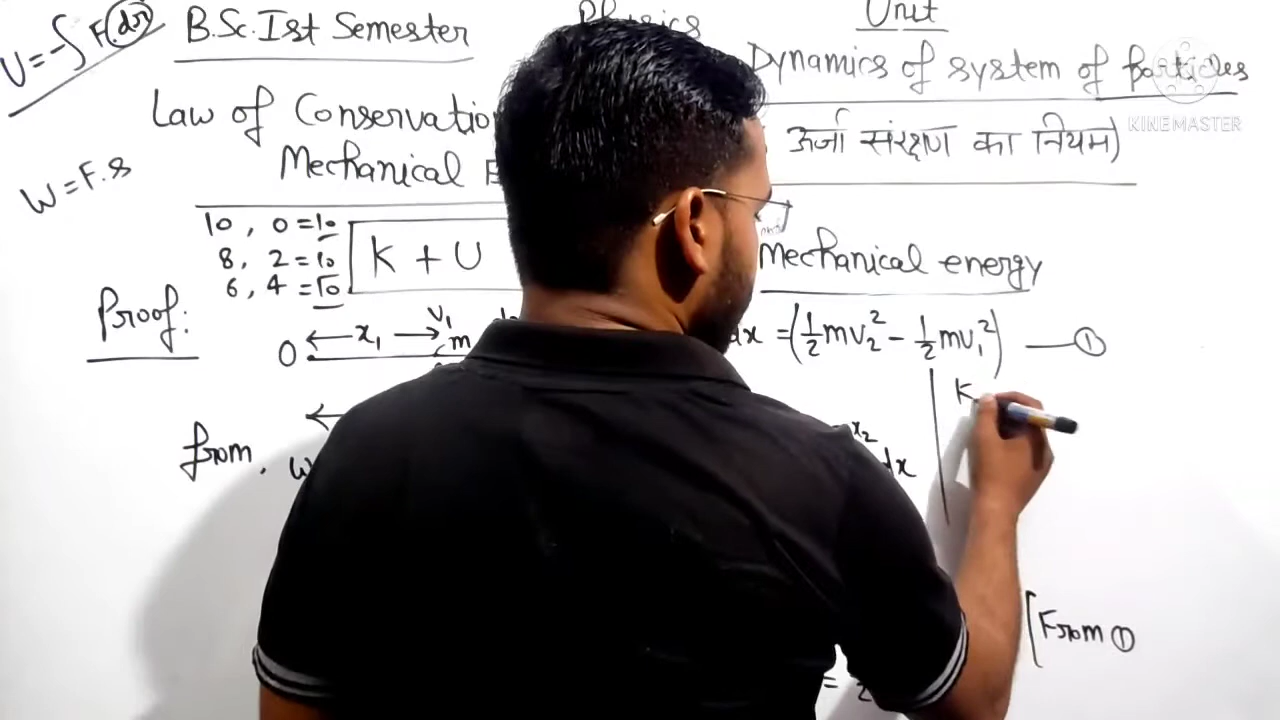 U = -∫ F.dr B.Sc. Ist Semester Physics Unit
Dynamics of system of particles
KINEMASTER
Law of Conservation
Mechanical
ऊर्जा संरक्षण का नियम)
W = F.s
10, 0 = 10
8, 2 = 10
6, 4 = 10
K + U
Mechanical energy
Proof:
0 x₁ V₁ m
dx = (½mv₂² - ½mv₁²) — ①
K
from. x₂
dx
[From ①
=